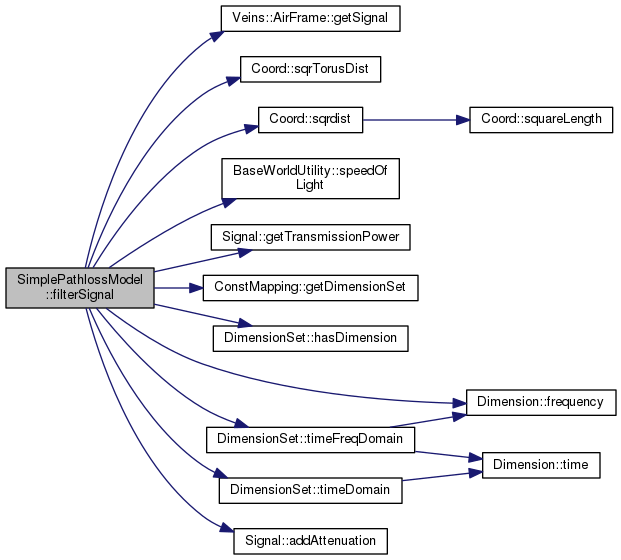 Veins::AirFrame::getSignal
Coord::sqrTorusDist
Coord::sqrdist
Coord::squareLength
BaseWorldUtility::speedOf
Light
Signal::getTransmissionPower
SimplePathlossModel
::filterSignal
ConstMapping::getDimensionSet
DimensionSet::hasDimension
Dimension::frequency
DimensionSet::timeFreqDomain
Dimension::time
DimensionSet::timeDomain
Signal::addAttenuation